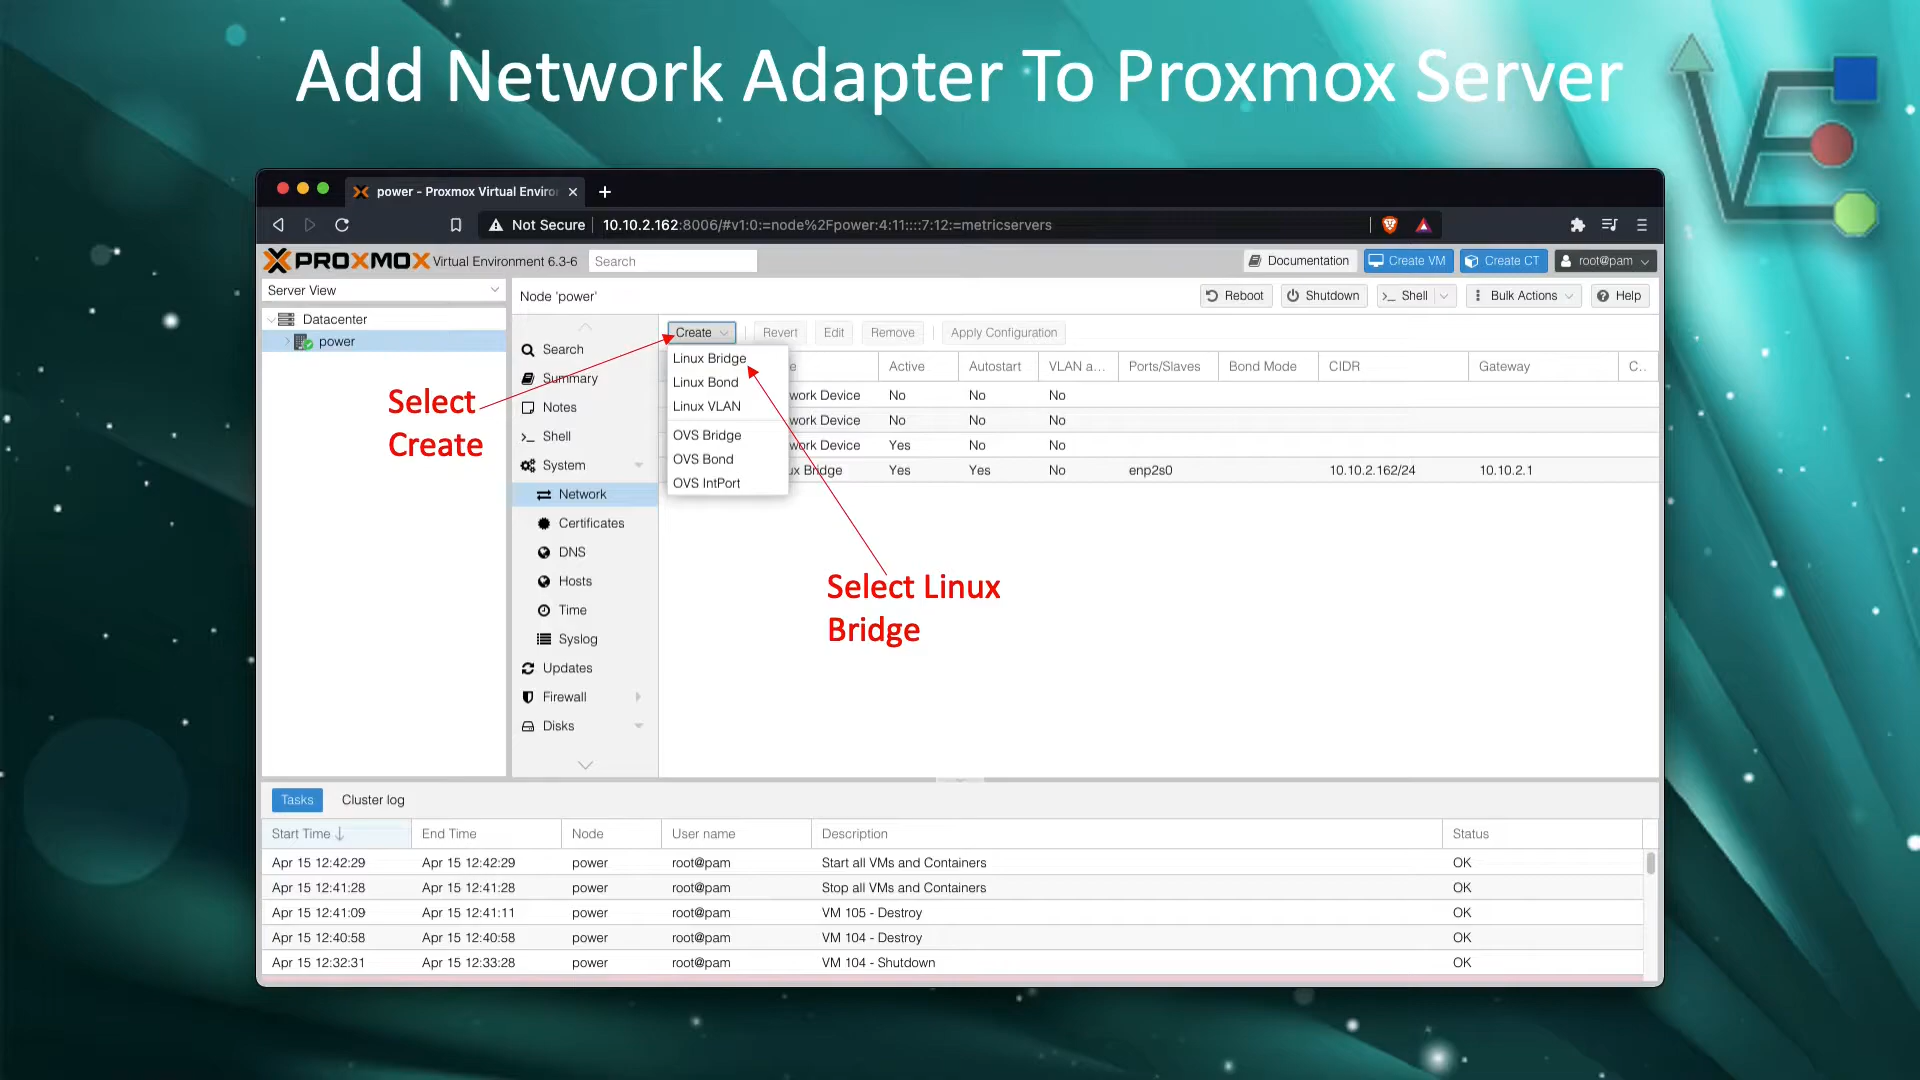 Add Network Adapter To Proxmox Server
power - Proxmox Virtual Enviro
Not Secure
10.10.2.162:8006/#v1:0:=node%2Fpower:4:11::::7:12:=metricservers
PROXMOX Virtual Environment 6.3-6
Search
Documentation
Create VM
Create CT
root@pam
Server View
Node 'power'
Reboot
Shutdown
Shell
Bulk Actions
Help
Datacenter
power
Search
Summary
Notes
Shell
System
Network
Certificates
DNS
Hosts
Time
Syslog
Updates
Firewall
Disks
Create
Revert
Edit
Remove
Apply Configuration
Linux Bridge
Linux Bond
Linux VLAN
OVS Bridge
OVS Bond
OVS IntPort
e Active Autostart VLAN a... Ports/Slaves Bond Mode CIDR Gateway C..
work Device No No No
work Device No No No
work Device Yes No No
ux Bridge Yes Yes No enp2s0 10.10.2.162/24 10.10.2.1
Select
Create
Select Linux
Bridge
Tasks
Cluster log
Start Time End Time Node User name Description Status
Apr 15 12:42:29 Apr 15 12:42:29 power root@pam Start all VMs and Containers OK
Apr 15 12:41:28 Apr 15 12:41:28 power root@pam Stop all VMs and Containers OK
Apr 15 12:41:09 Apr 15 12:41:11 power root@pam VM 105 - Destroy OK
Apr 15 12:40:58 Apr 15 12:40:58 power root@pam VM 104 - Destroy OK
Apr 15 12:32:31 Apr 15 12:33:28 power root@pam VM 104 - Shutdown OK
VE